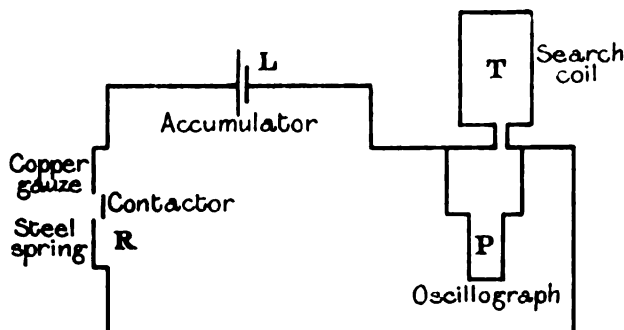 L
Accumulator
T
Search
coil
Copper
gauze
Contactor
Steel
spring
R
P
Oscillograph